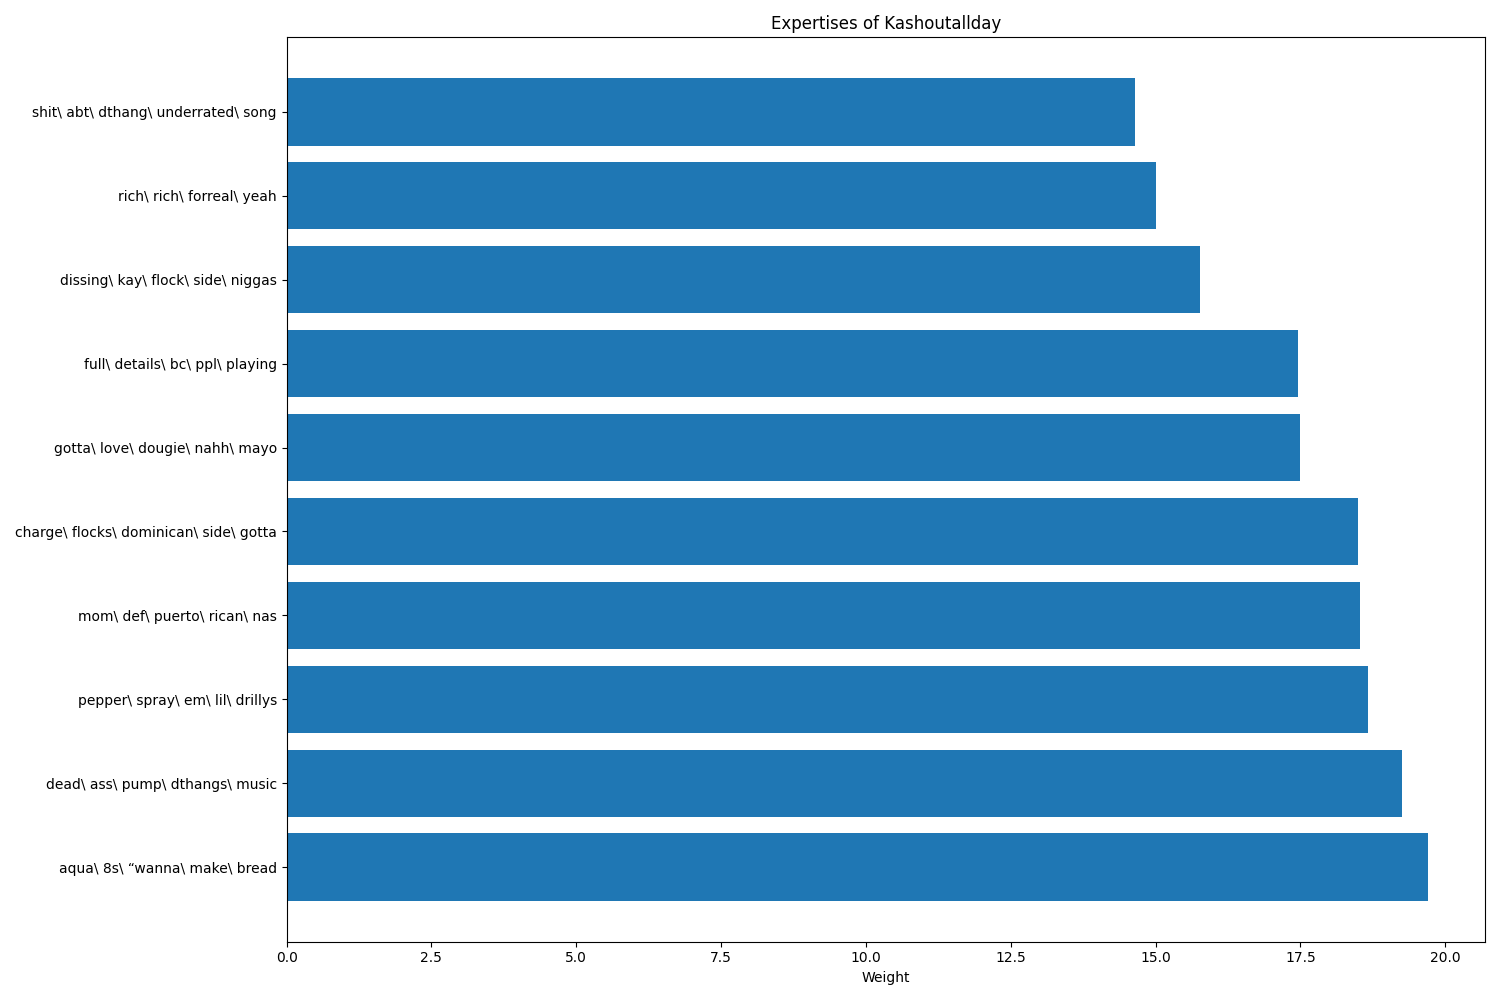 Expertises of Kashoutallday
shit\ abt\ dthang\ underrated\ song
rich\ rich\ forreal\ yeah
dissing\ kay\ flock\ side\ niggas
full\ details\ bc\ ppl\ playing
gotta\ love\ dougie\ nahh\ mayo
charge\ flocks\ dominican\ side\ gotta
mom\ def\ puerto\ rican\ nas
pepper\ spray\ em\ lil\ drillys
dead\ ass\ pump\ dthangs\ music
aqua\ 8s\ “wanna\ make\ bread
0.0 2.5 5.0 7.5 10.0 12.5 15.0 17.5 20.0
Weight